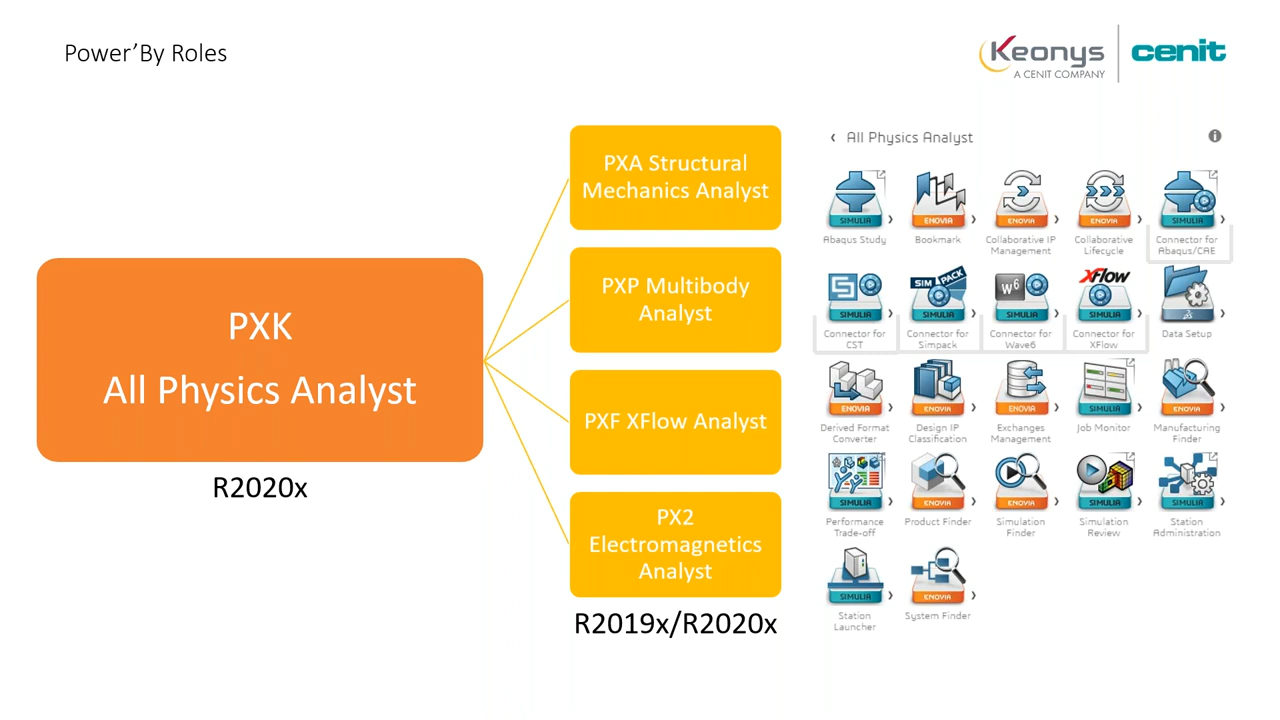 Power’By Roles
Keonys
A CENIT COMPANY
cenit
PXK
All Physics Analyst
R2020x
PXA Structural
Mechanics Analyst
PXP Multibody
Analyst
PXF XFlow Analyst
PX2
Electromagnetics
Analyst
R2019x/R2020x
‹ All Physics Analyst
SIMULIA
Abaqus Study
ENOVIA
Bookmark
ENOVIA
Collaborative IP
Management
ENOVIA
Collaborative
Lifecycle
SIMULIA
Connector for
Abaqus/CAE
SIMULIA
Connector for
CST
SIM PACK
SIMULIA
Connector for
Simpack
W6
SIMULIA
Connector for
Wave6
XFlow
SIMULIA
Connector for
XFlow
Data Setup
ENOVIA
Derived Format
Converter
ENOVIA
Design IP
Classification
ENOVIA
Exchanges
Management
SIMULIA
Job Monitor
ENOVIA
Manufacturing
Finder
SIMULIA
Performance
Trade-off
ENOVIA
Product Finder
ENOVIA
Simulation
Finder
SIMULIA
Simulation
Review
SIMULIA
Station
Administration
SIMULIA
Station
Launcher
ENOVIA
System Finder